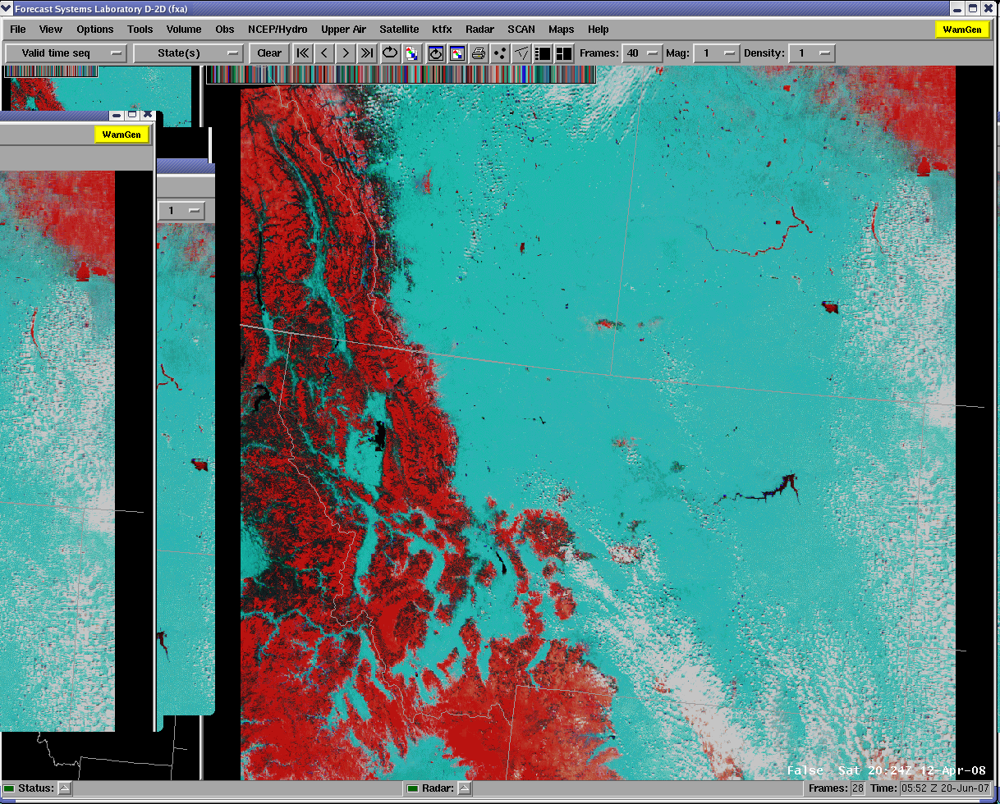 Forecast Systems Laboratory D-2D (fxa)
File View Options Tools Volume Obs NCEP/Hydro Upper Air Satellite ktfx Radar SCAN Maps Help WarnGen
Valid time seq State(s) Clear Frames: 40 Mag: 1 Density: 1
WarnGen
1
False Sat 20:24Z 12-Apr-08
Status: Radar: Frames: 28 Time: 05:52 Z 20-Jun-07